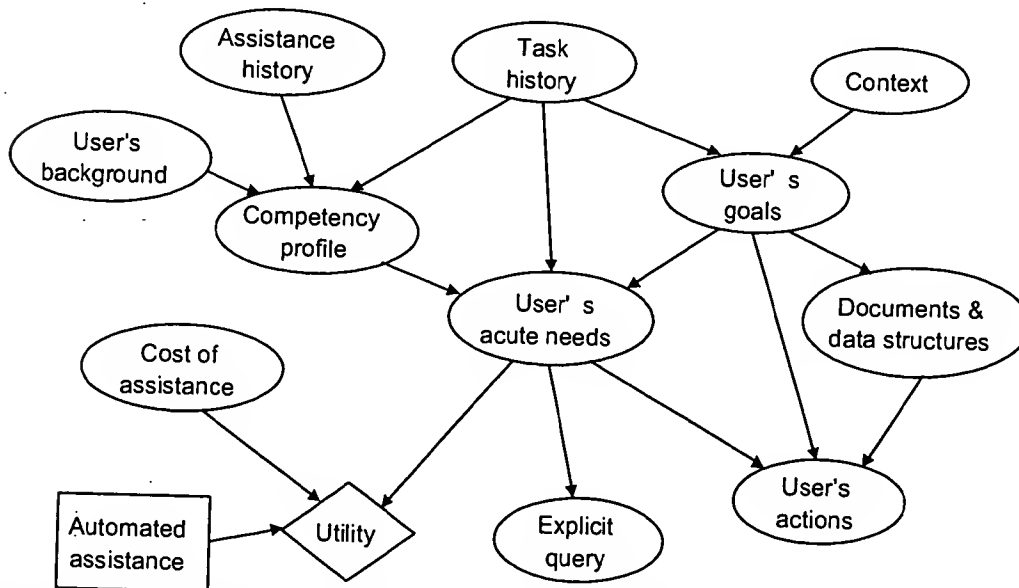 Assistance
history
Task
history
Context
User's
background
Competency
profile
User' s
goals
User' s
acute needs
Documents &
data structures
Cost of
assistance
Automated
assistance
Utility
Explicit
query
User's
actions